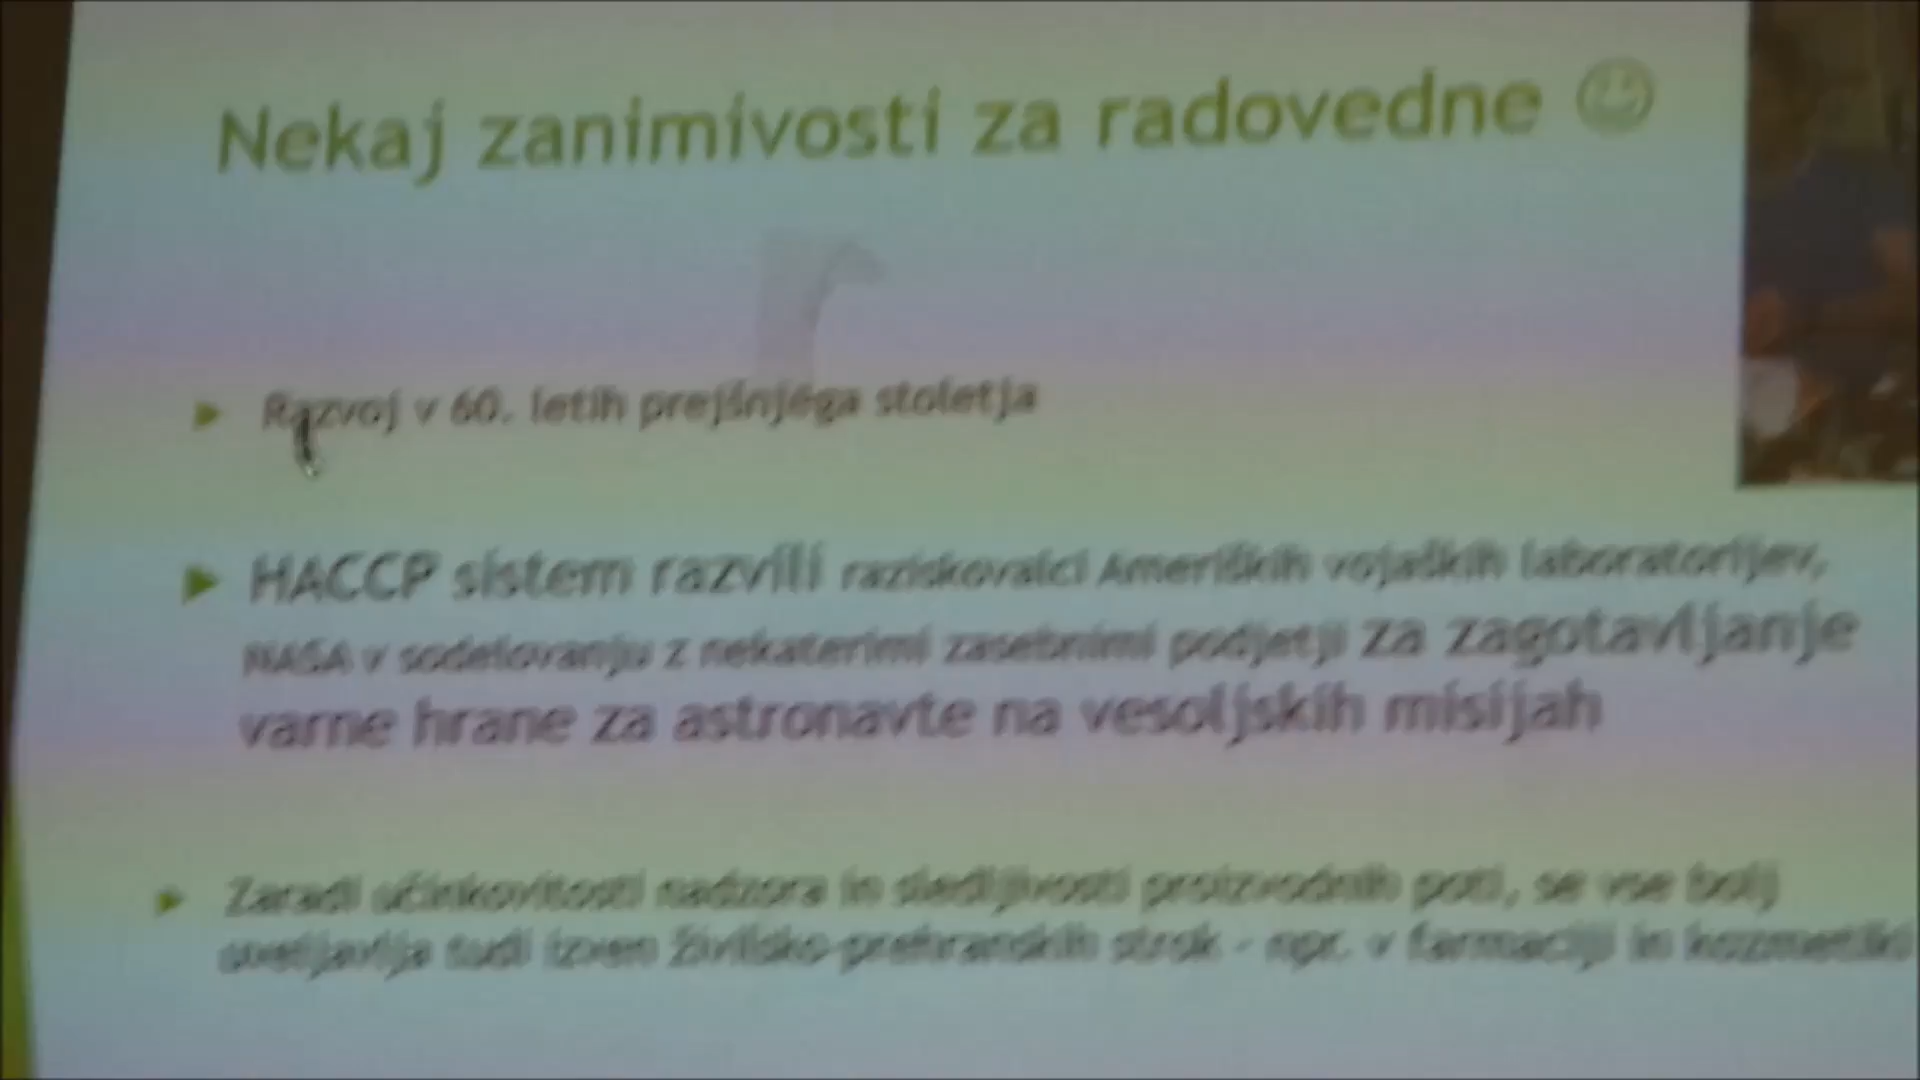 Nekaj zanimivosti za radovedne ☺
Razvoj v 60. letih prejšnjega stoletja
HACCP sistem razvili raziskovalci Ameriških vojaških laboratorijev,
NASA v sodelovanju z nekaterimi zasebnimi podjetji za zagotavljanje
varne hrane za astronavte na vesoljskih misijah
Zaradi učinkovitosti nadzora in sledljivosti proizvodnih poti, se vse bolj
uveljavlja tudi izven živilsko-prehranskih strok - npr. v farmaciji in kozmetiki